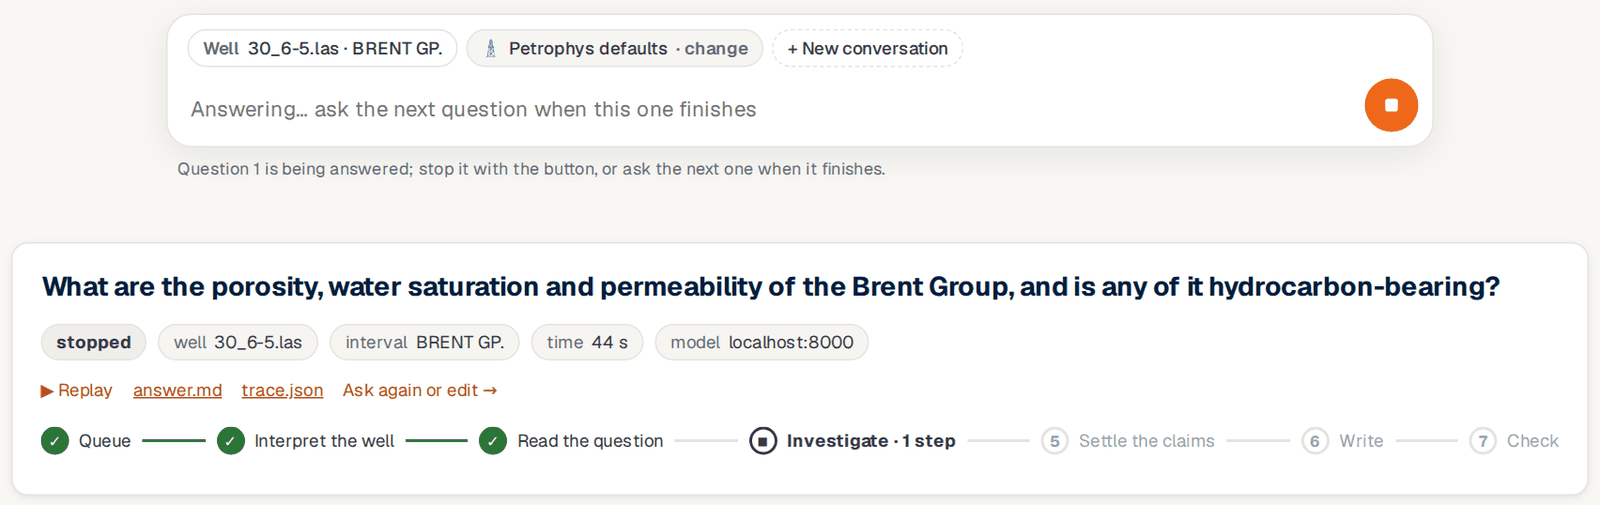 Well 30_6-5.las · BRENT GP. Petrophys defaults · change + New conversation
Answering... ask the next question when this one finishes
Question 1 is being answered; stop it with the button, or ask the next one when it finishes.
What are the porosity, water saturation and permeability of the Brent Group, and is any of it hydrocarbon-bearing?
stopped well 30_6-5.las interval BRENT GP. time 44 s model localhost:8000
▶ Replay answer.md trace.json Ask again or edit →
✓ Queue ✓ Interpret the well ✓ Read the question ■ Investigate · 1 step 5 Settle the claims 6 Write 7 Check